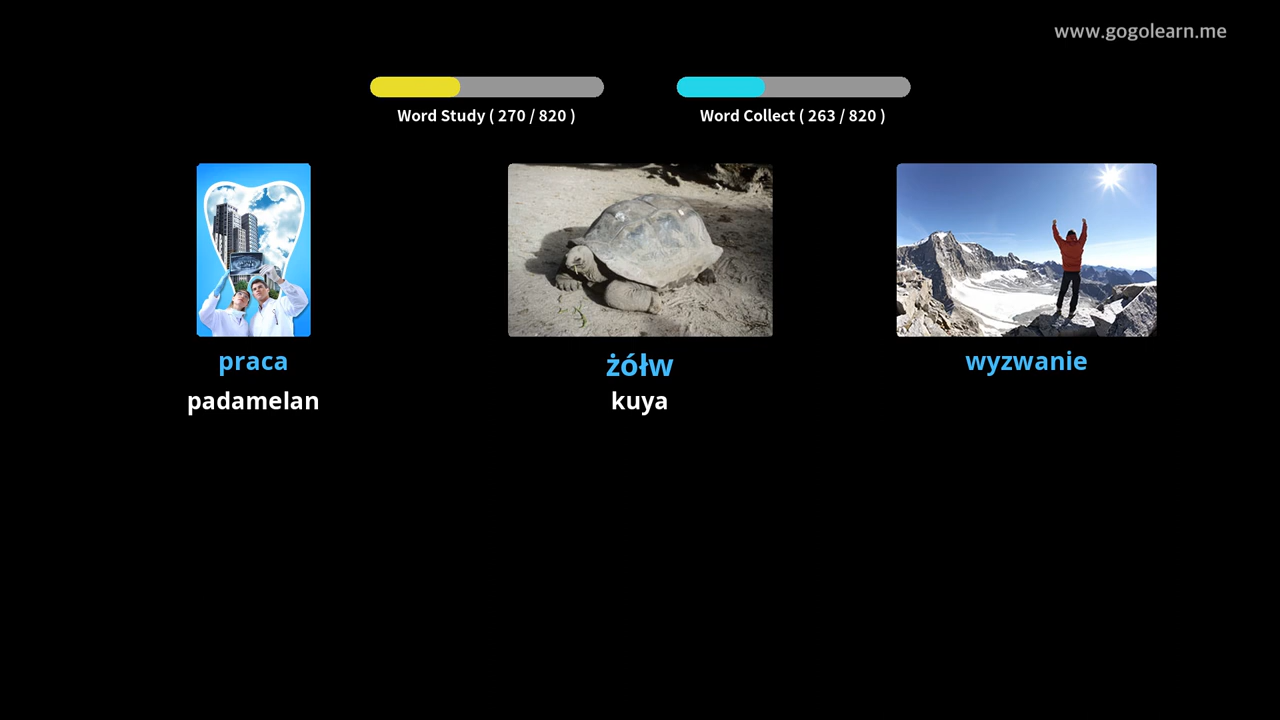 www.gogolearn.me
Word Study ( 270 / 820 )
Word Collect ( 263 / 820 )
praca
padamelan
żółw
kuya
wyzwanie